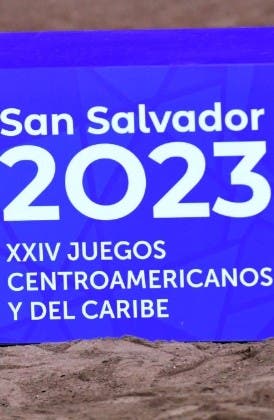 San Salvador
2023
XXIV JUEGOS
CENTROAMERICANOS
Y DEL CARIBE